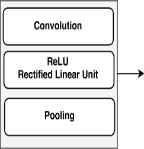 Convolution
ReLU
Rectified Linear Unit
Pooling